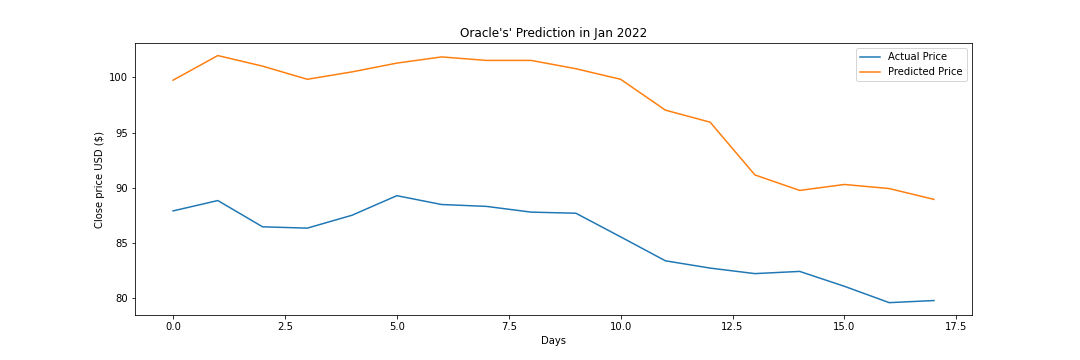 Oracle's' Prediction in Jan 2022
Actual Price
Predicted Price
Close price USD ($)
100
95
90
85
80
0.0 2.5 5.0 7.5 10.0 12.5 15.0 17.5
Days